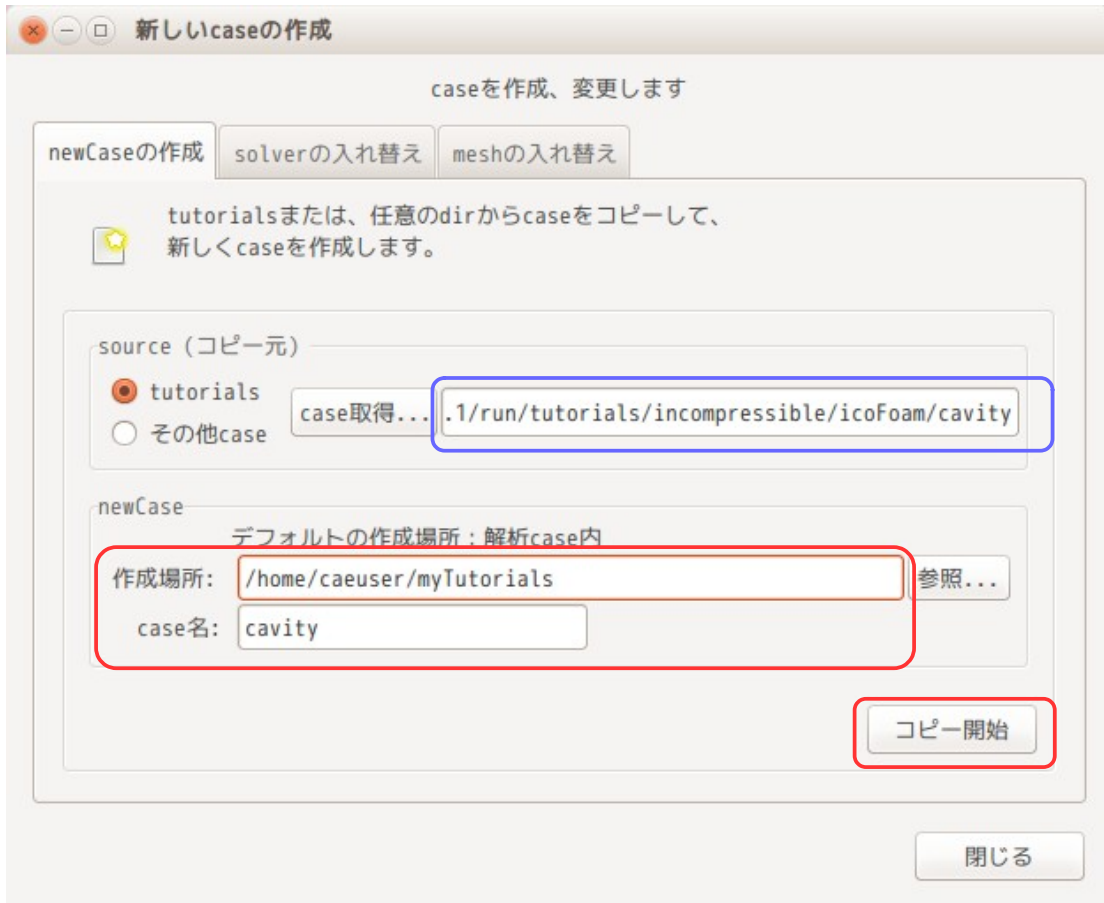 新しいcaseの作成
caseを作成、変更します
newCaseの作成 solverの入れ替え meshの入れ替え
tutorialsまたは、任意のdirからcaseをコピーして、
新しくcaseを作成します。
source (コピー元)
tutorials
case取得... .1/run/tutorials/incompressible/icoFoam/cavity
その他case
newCase
デフォルトの作成場所：解析case内
作成場所: /home/caeuser/myTutorials 参照...
case名: cavity
コピー開始
閉じる